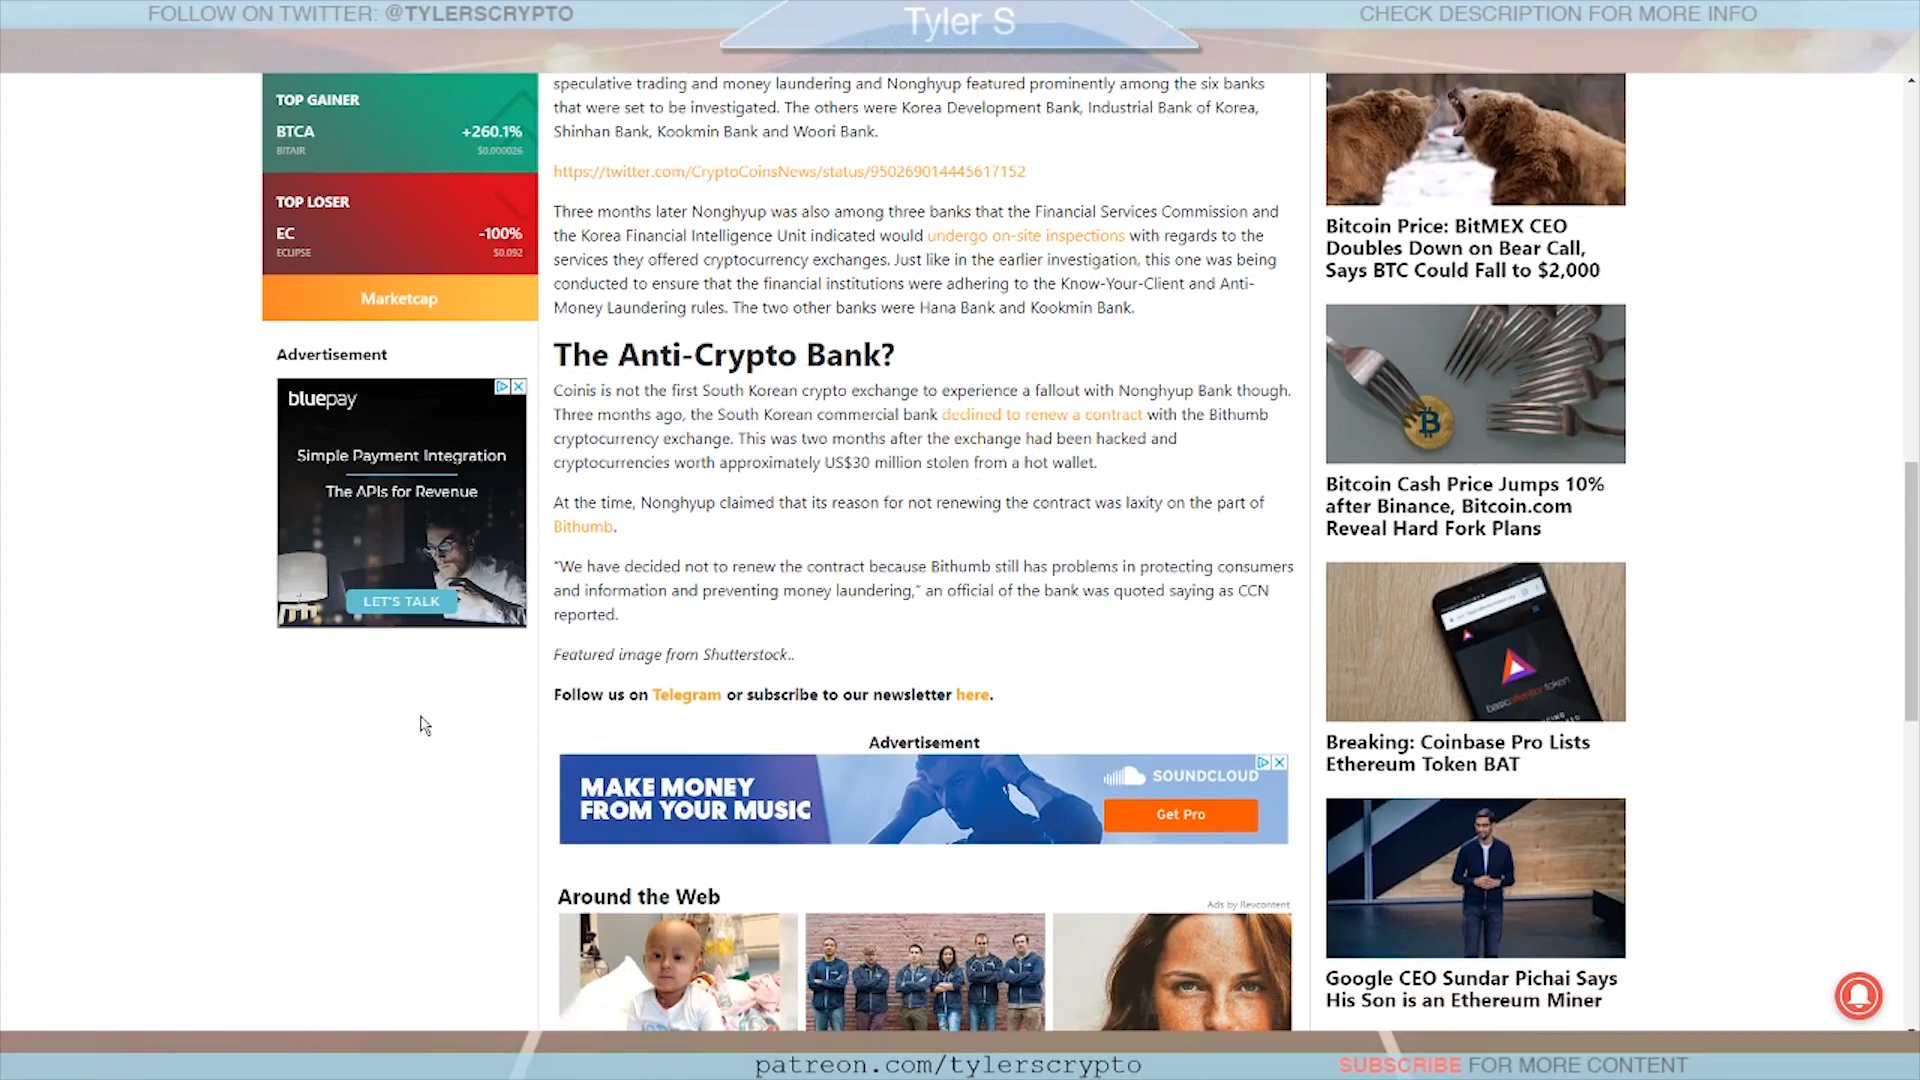 FOLLOW ON TWITTER: @TYLERSCRYPTO
Tyler S
CHECK DESCRIPTION FOR MORE INFO
TOP GAINER
BTCA +260.1%
BITAIR $0.000026
TOP LOSER
EC -100%
ECLIPSE $0.092
Marketcap
Advertisement
bluepay
Simple Payment Integration
The APIs for Revenue
LET'S TALK
speculative trading and money laundering and Nonghyup featured prominently among the six banks
that were set to be investigated. The others were Korea Development Bank, Industrial Bank of Korea,
Shinhan Bank, Kookmin Bank and Woori Bank.
https://twitter.com/CryptoCoinsNews/status/950269014445617152
Three months later Nonghyup was also among three banks that the Financial Services Commission and
the Korea Financial Intelligence Unit indicated would undergo on-site inspections with regards to the
services they offered cryptocurrency exchanges. Just like in the earlier investigation, this one was being
conducted to ensure that the financial institutions were adhering to the Know-Your-Client and Anti-
Money Laundering rules. The two other banks were Hana Bank and Kookmin Bank.
The Anti-Crypto Bank?
Coinis is not the first South Korean crypto exchange to experience a fallout with Nonghyup Bank though.
Three months ago, the South Korean commercial bank declined to renew a contract with the Bithumb
cryptocurrency exchange. This was two months after the exchange had been hacked and
cryptocurrencies worth approximately US$30 million stolen from a hot wallet.
At the time, Nonghyup claimed that its reason for not renewing the contract was laxity on the part of
Bithumb.
“We have decided not to renew the contract because Bithumb still has problems in protecting consumers
and information and preventing money laundering,” an official of the bank was quoted saying as CCN
reported.
Featured image from Shutterstock..
Follow us on Telegram or subscribe to our newsletter here.
Advertisement
MAKE MONEY
FROM YOUR MUSIC
SOUNDCLOUD
Get Pro
Around the Web
Ads by Revcontent
Bitcoin Price: BitMEX CEO
Doubles Down on Bear Call,
Says BTC Could Fall to $2,000
Bitcoin Cash Price Jumps 10%
after Binance, Bitcoin.com
Reveal Hard Fork Plans
basicattentiontoken
Breaking: Coinbase Pro Lists
Ethereum Token BAT
Google CEO Sundar Pichai Says
His Son is an Ethereum Miner
patreon.com/tylerscrypto
SUBSCRIBE FOR MORE CONTENT